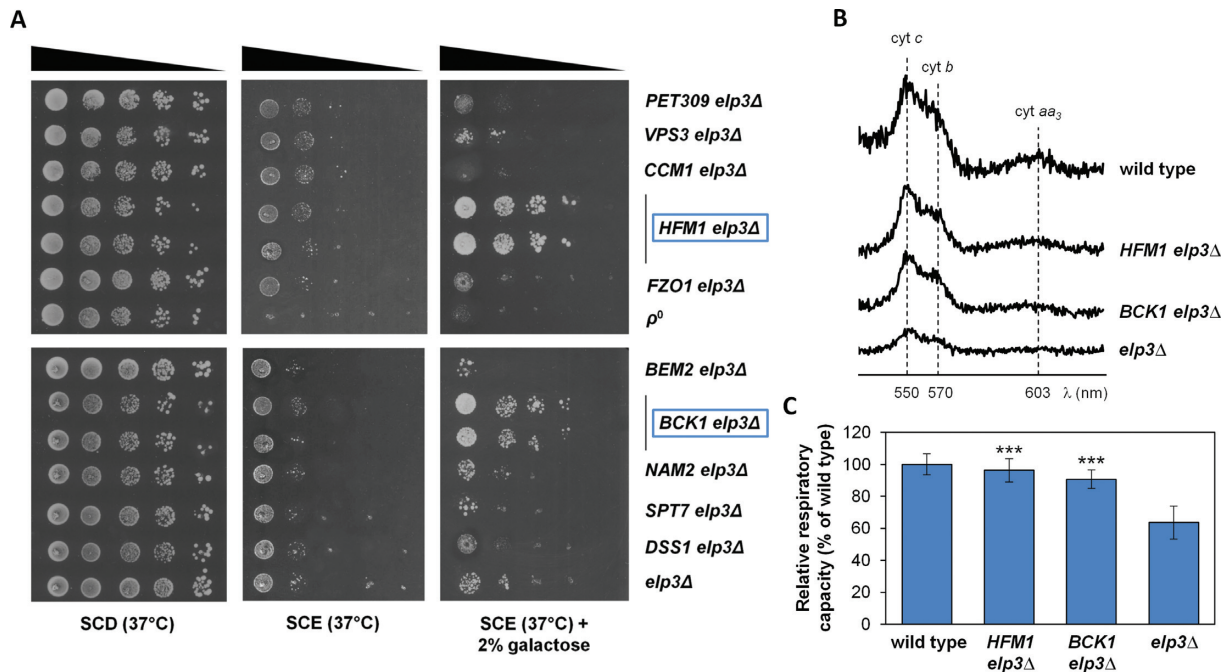 A
PET309 elp3Δ
VPS3 elp3Δ
CCM1 elp3Δ
HFM1 elp3Δ
FZO1 elp3Δ
ρ⁰
BEM2 elp3Δ
BCK1 elp3Δ
NAM2 elp3Δ
SPT7 elp3Δ
DSS1 elp3Δ
elp3Δ
SCD (37°C)
SCE (37°C)
SCE (37°C) +
2% galactose
B
cyt c
cyt b
cyt aa₃
wild type
HFM1 elp3Δ
BCK1 elp3Δ
elp3Δ
550 570 603 λ (nm)
C
Relative respiratory
capacity (% of wild type)
120
100
80
60
40
20
0
***
***
wild type
HFM1
elp3Δ
BCK1
elp3Δ
elp3Δ